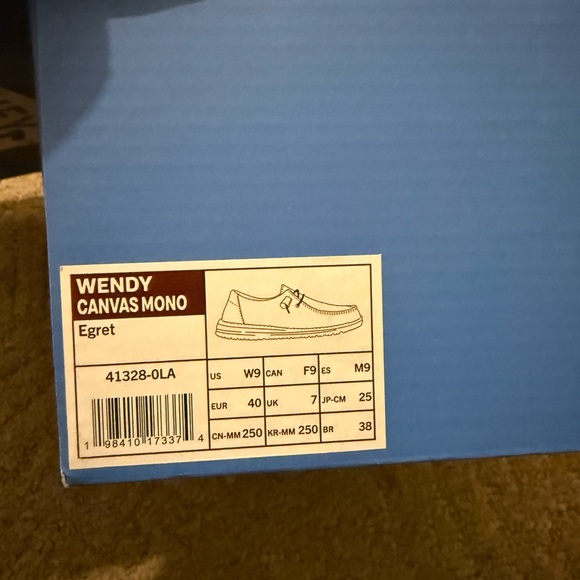 WENDY
CANVAS MONO
Egret
41328-0LA
1 98410 17337 4
US W9 CAN F9 ES M9
EUR 40 UK 7 JP-CM 25
CN-MM 250 KR-MM 250 BR 38